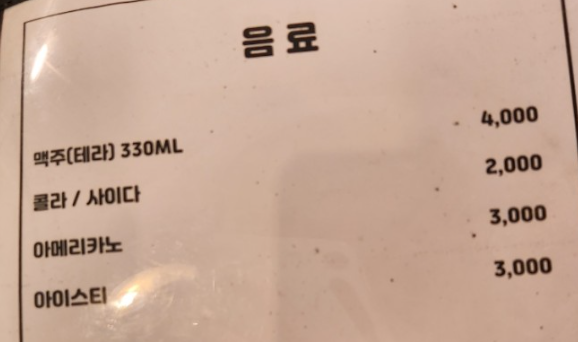 음료
맥주(테라) 330ML 4,000
콜라 / 사이다 2,000
아메리카노 3,000
아이스티 3,000